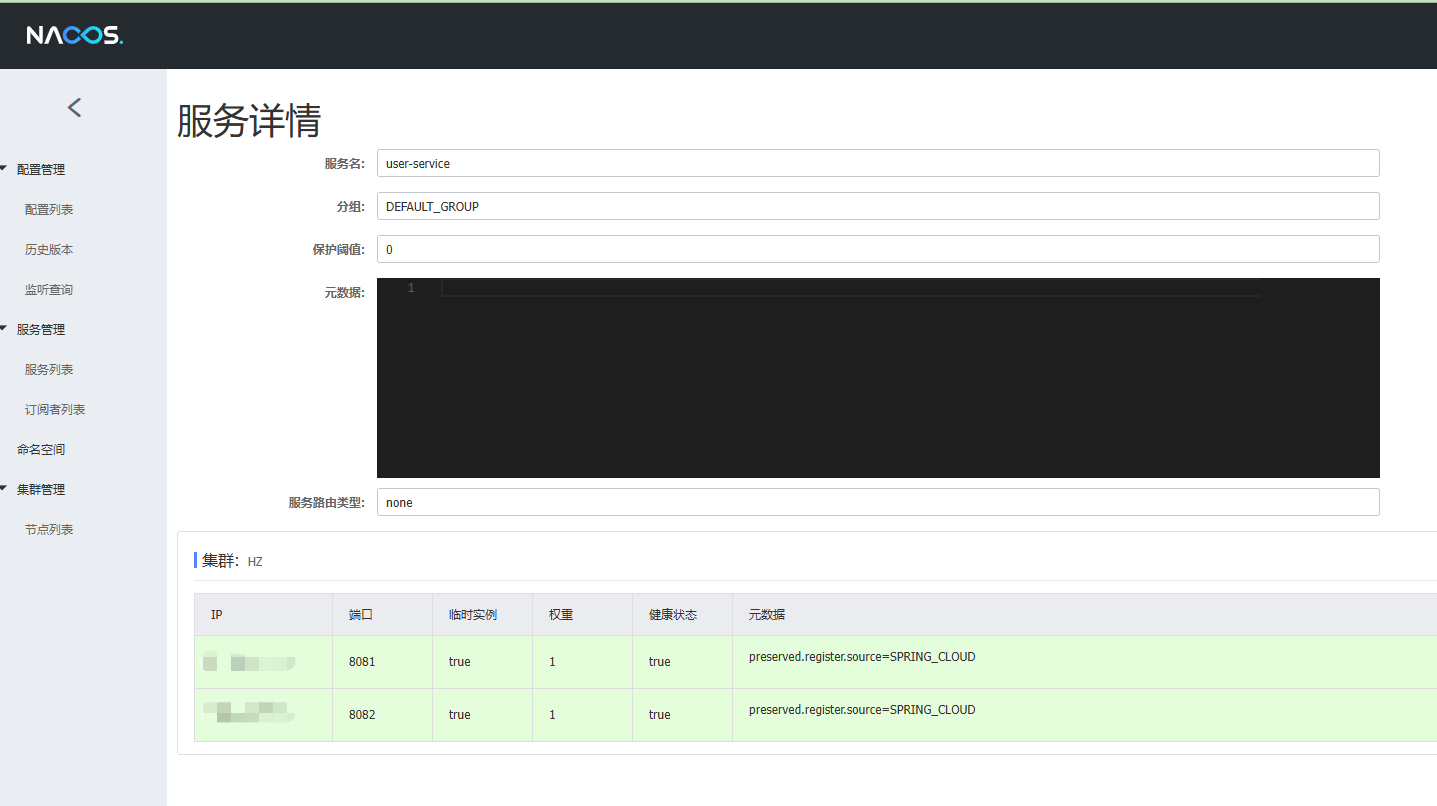 NACOS.
服务详情
服务名: user-service
配置管理
分组: DEFAULT_GROUP
配置列表
保护阈值: 0
历史版本
元数据: 1
监听查询
服务管理
服务列表
订阅者列表
命名空间
集群管理
服务路由类型: none
节点列表
集群: HZ
IP 端口 临时实例 权重 健康状态 元数据
8081 true 1 true preserved.register.source=SPRING_CLOUD
8082 true 1 true preserved.register.source=SPRING_CLOUD